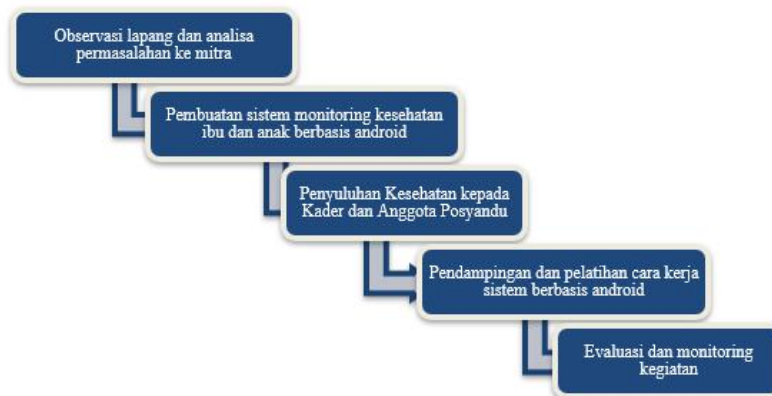 Observasi lapang dan analisa
permasalahan ke mitra
Pembuatan sistem monitoring kesehatan
ibu dan anak berbasis android
Penyuluhan Kesehatan kepada
Kader dan Anggota Posyandu
Pendampingan dan pelatihan cara kerja
sistem berbasis android
Evaluasi dan monitoring
kegiatan